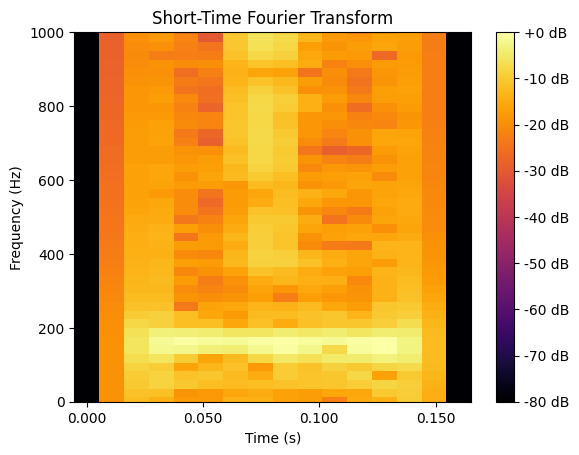 Short-Time Fourier Transform
1000
800
600
400
200
0
Frequency (Hz)
0.000
0.050
0.100
0.150
Time (s)
+0 dB
-10 dB
-20 dB
-30 dB
-40 dB
-50 dB
-60 dB
-70 dB
-80 dB